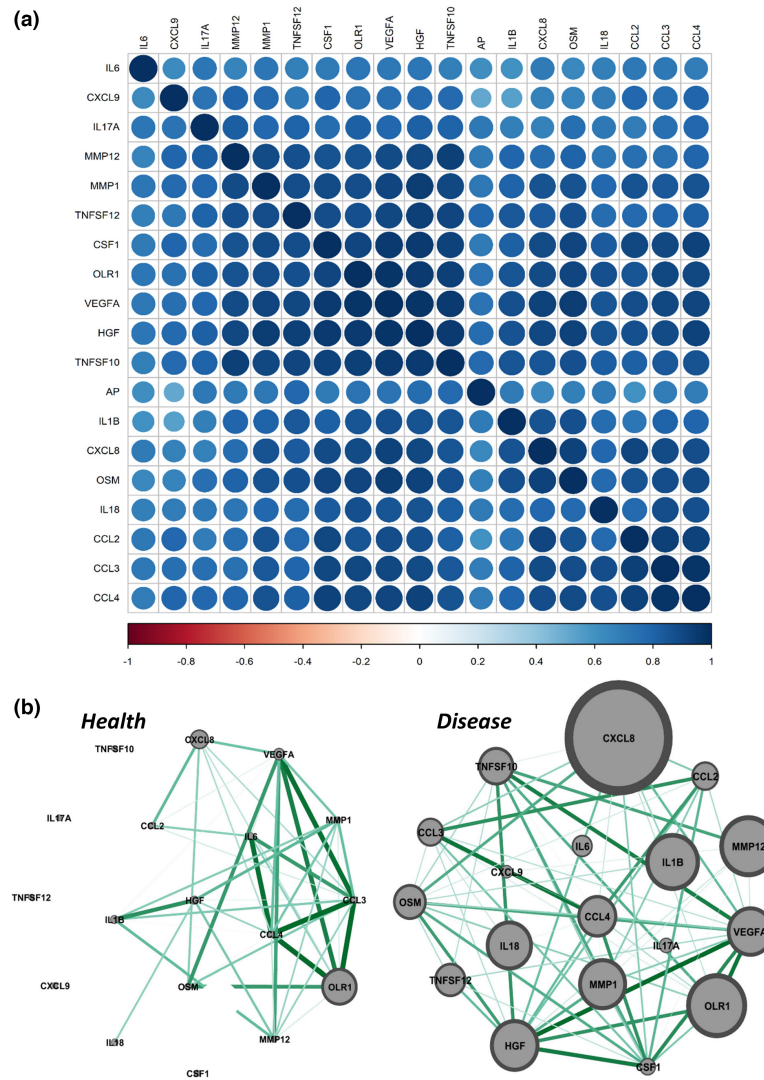 (a)
IL6 CXCL9 IL17A MMP12 MMP1 TNFSF12 CSF1 OLR1 VEGFA HGF TNFSF10 AP IL1B CXCL8 OSM IL18 CCL2 CCL3 CCL4
IL6
CXCL9
IL17A
MMP12
MMP1
TNFSF12
CSF1
OLR1
VEGFA
HGF
TNFSF10
AP
IL1B
CXCL8
OSM
IL18
CCL2
CCL3
CCL4
-1 -0.8 -0.6 -0.4 -0.2 0 0.2 0.4 0.6 0.8 1
(b)
Health
CXCL8
TNFSF10
VEGFA
IL17A
CCL2
IL6
MMP1
TNFSF12
HGF
CCL3
IL1B
CCL4
CXCL9
OSM
OLR1
IL18
MMP12
CSF1
Disease
CXCL8
TNFSF10
CCL2
CCL3
IL6
MMP12
CXCL9
IL1B
OSM
CCL4
VEGFA
IL18
IL17A
TNFSF12
MMP1
OLR1
HGF
CSF1